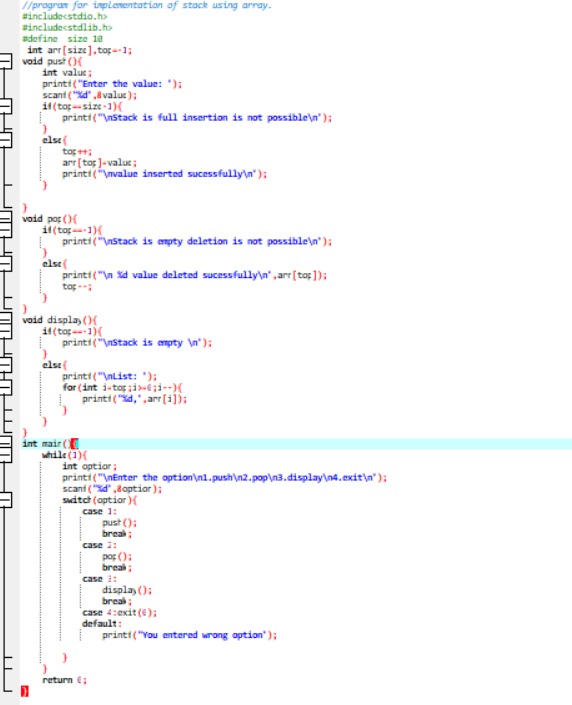 //program for implementation of stack using array.
#include<stdio.h>
#include<stdlib.h>
#define size 10
int arr[size],top=-1;
void push(){
int value;
printf("Enter the value: ");
scanf("%d",&value);
if(top==size-1){
printf("\nStack is full insertion is not possible\n");
}
else{
top++;
arr[top]=value;
printf("\nvalue inserted sucessfully\n");
}
}
void pop(){
if(top==-1){
printf("\nStack is empty deletion is not possible\n");
}
else{
printf("\n %d value deleted sucessfully\n",arr[top]);
top--;
}
}
void display(){
if(top==-1){
printf("\nStack is empty \n");
}
else{
printf("\nList: ");
for(int i=top;i>=0;i--){
printf("%d,",arr[i]);
}
}
}
int main(){
while(1){
int option;
printf("\nEnter the option\n1.push\n2.pop\n3.display\n4.exit\n");
scanf("%d",&option);
switch(option){
case 1:
push();
break;
case 2:
pop();
break;
case 3:
display();
break;
case 4:exit(0);
default:
printf("You entered wrong option");
}
}
return 0;
}